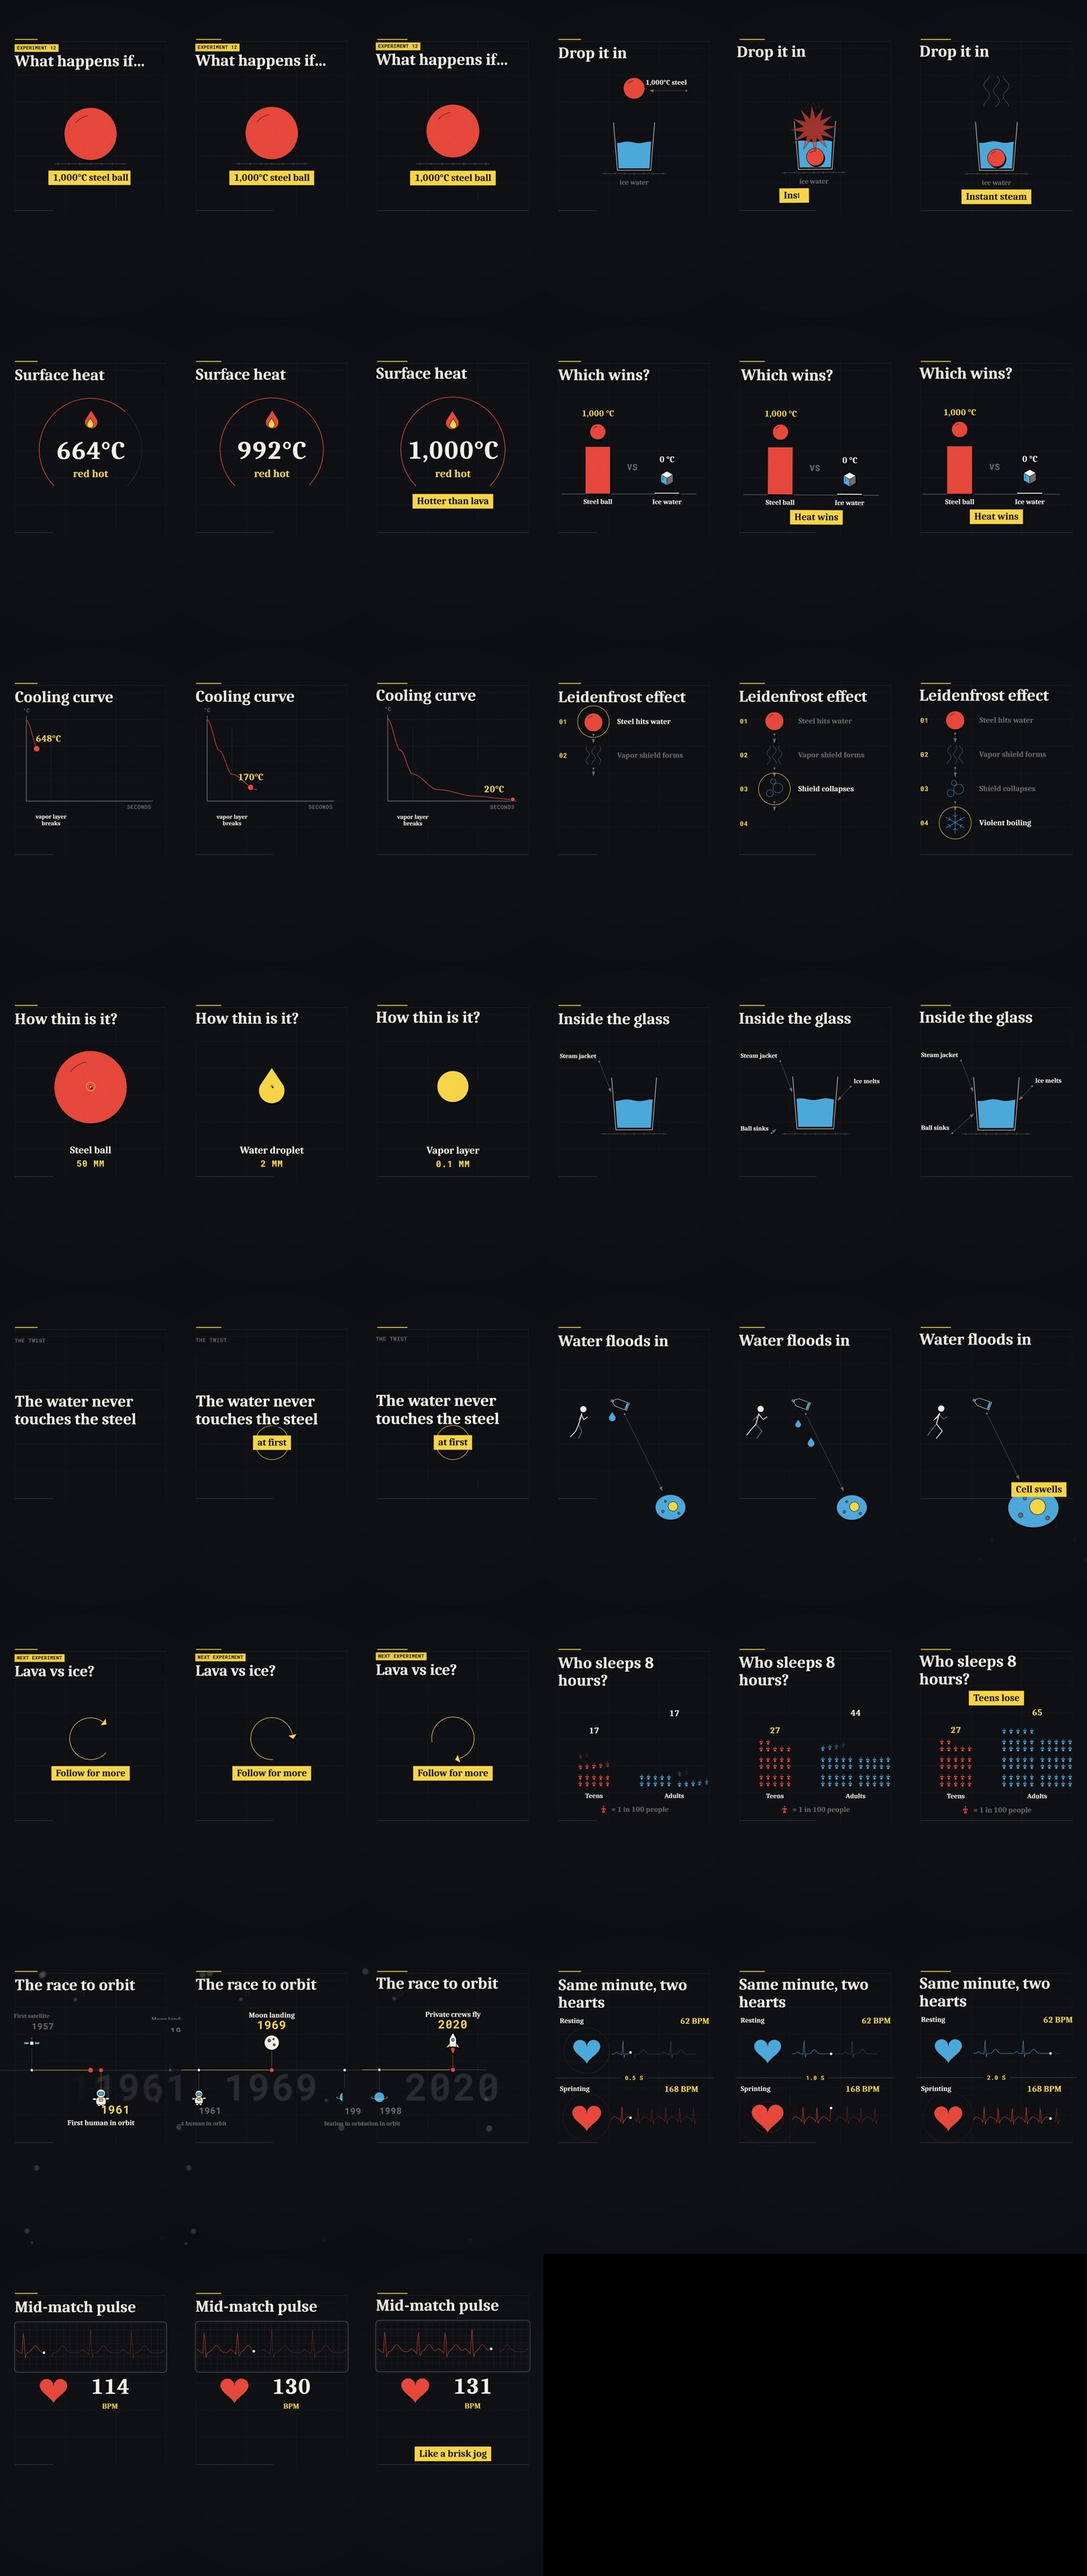 EXPERIMENT 12
What happens if...
1,000°C steel ball
EXPERIMENT 12
What happens if...
1,000°C steel ball
EXPERIMENT 12
What happens if...
1,000°C steel ball
Drop it in
1,000°C steel
ice water
Drop it in
ice water
Inst
Drop it in
ice water
Instant steam
Surface heat
664°C
red hot
Surface heat
992°C
red hot
Surface heat
1,000°C
red hot
Hotter than lava
Which wins?
1,000 °C
VS
0 °C
Steel ball
Ice water
Which wins?
1,000 °C
VS
0 °C
Steel ball
Ice water
Heat wins
Which wins?
1,000 °C
VS
0 °C
Steel ball
Ice water
Heat wins
Cooling curve
°C
648°C
SECONDS
vapor layer
breaks
Cooling curve
170°C
SECONDS
vapor layer
breaks
Cooling curve
°C
20°C
SECONDS
vapor layer
breaks
Leidenfrost effect
01 Steel hits water
02 Vapor shield forms
Leidenfrost effect
01 Steel hits water
02 Vapor shield forms
03 Shield collapses
04
Leidenfrost effect
01 Steel hits water
02 Vapor shield forms
03 Shield collapses
04 Violent boiling
How thin is it?
Steel ball
50 MM
How thin is it?
Water droplet
2 MM
How thin is it?
Vapor layer
0.1 MM
Inside the glass
Steam jacket
Inside the glass
Steam jacket
Ice melts
Ball sinks
Inside the glass
Steam jacket
Ice melts
Ball sinks
THE TWIST
The water never
touches the steel
THE TWIST
The water never
touches the steel
at first
THE TWIST
The water never
touches the steel
at first
Water floods in
Water floods in
Water floods in
Cell swells
NEXT EXPERIMENT
Lava vs ice?
Follow for more
NEXT EXPERIMENT
Lava vs ice?
Follow for more
NEXT EXPERIMENT
Lava vs ice?
Follow for more
Who sleeps 8
hours?
17
17
Teens
Adults
= 1 in 100 people
Who sleeps 8
hours?
27
44
Teens
Adults
= 1 in 100 people
Who sleeps 8
hours?
Teens lose
27
65
Teens
Adults
= 1 in 100 people
The race to orbit
First satellite
1957
19
1961
1961
First human in orbit
The race to orbit
Moon landing
1969
1969
1961
human in orbit
199
The race to orbit
Private crews fly
2020
2020
1998
Station in orbit
Same minute, two
hearts
Resting
62 BPM
0.5 S
Sprinting
168 BPM
Same minute, two
hearts
Resting
62 BPM
1.0 S
Sprinting
168 BPM
Same minute, two
hearts
Resting
62 BPM
2.0 S
Sprinting
168 BPM
Mid-match pulse
114
BPM
Mid-match pulse
130
BPM
Mid-match pulse
131
BPM
Like a brisk jog